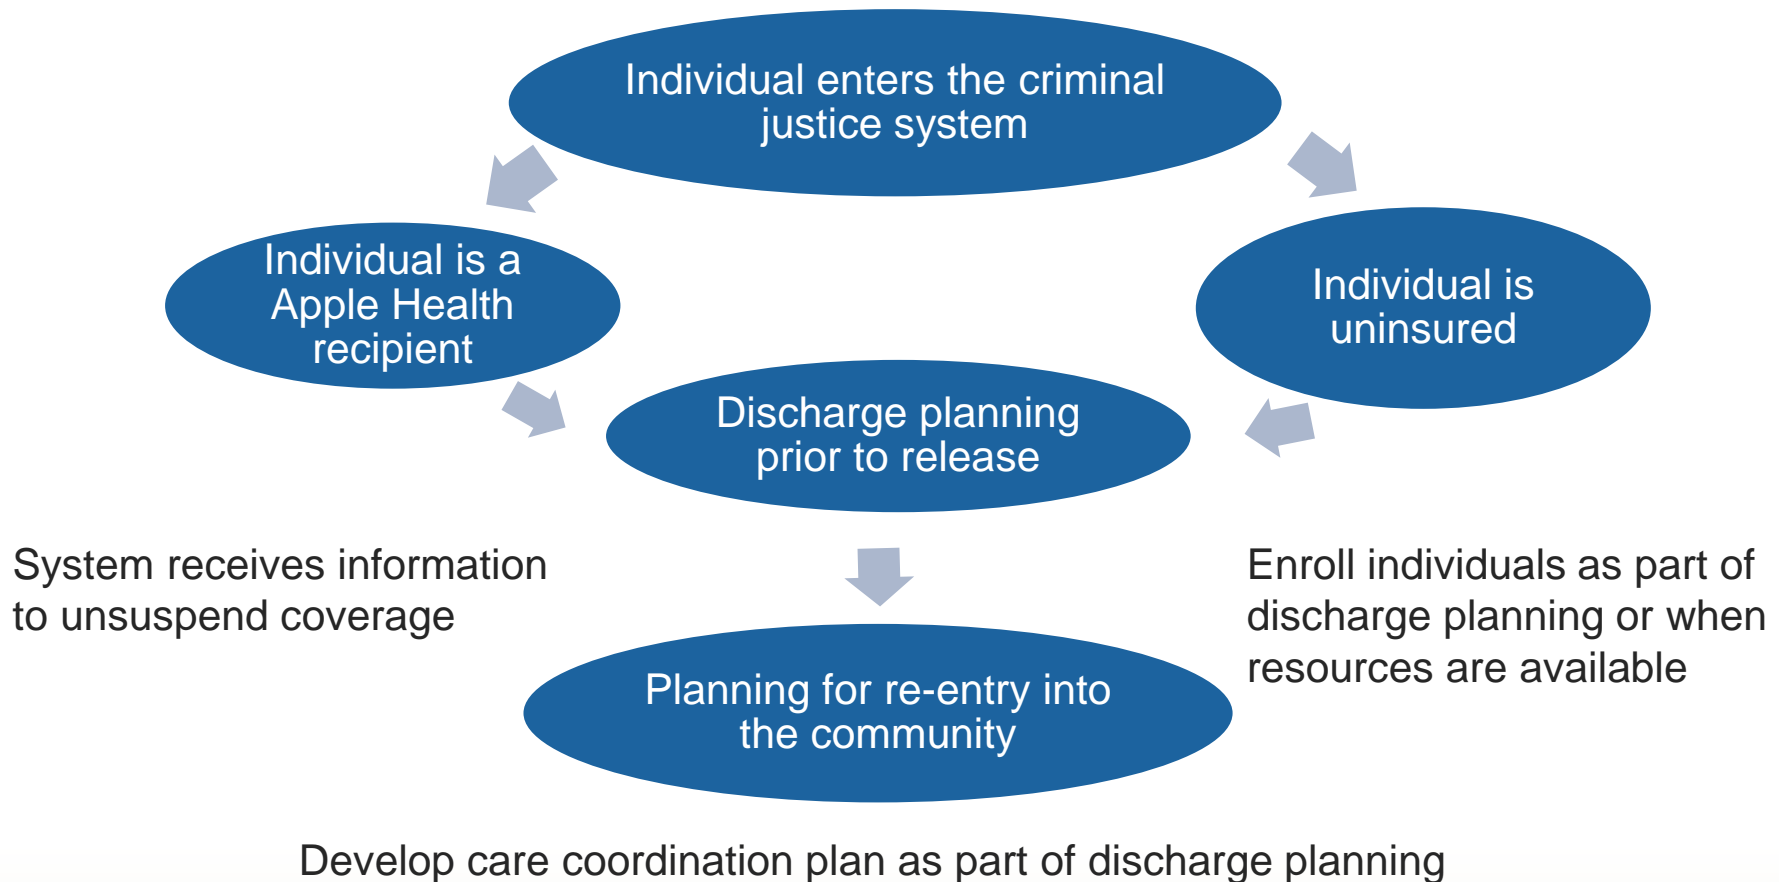 Individual enters the criminal
justice system
Individual is a
Apple Health
recipient
Individual is
uninsured
Discharge planning
prior to release
System receives information
to unsuspend coverage
Enroll individuals as part of
discharge planning or when
resources are available
Planning for re-entry into
the community
Develop care coordination plan as part of discharge planning